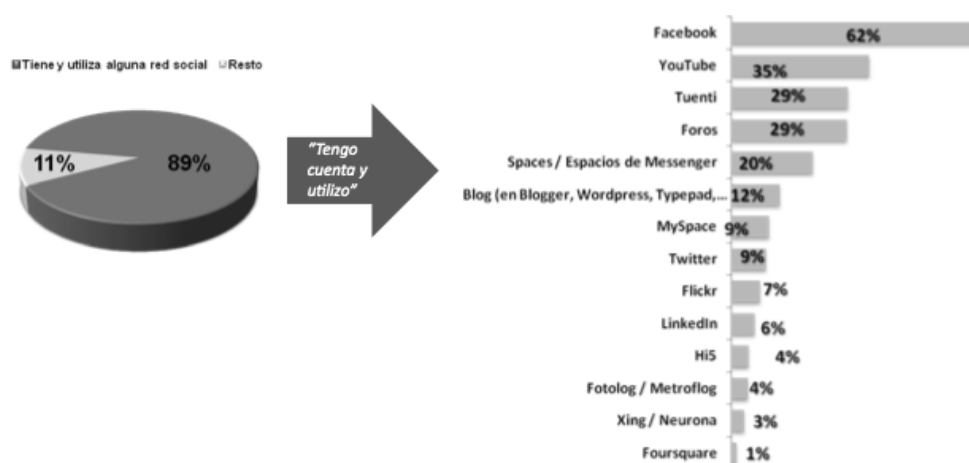 Tiene y utiliza alguna red social Resto
11% 89%
"Tengo
cuenta y
utilizo"
Facebook 62%
YouTube 35%
Tuenti 29%
Foros 29%
Spaces / Espacios de Messenger 20%
Blog (en Blogger, Wordpress, Typepad,... 12%
MySpace 9%
Twitter 9%
Flickr 7%
LinkedIn 6%
Hi5 4%
Fotolog / Metroflog 4%
Xing / Neurona 3%
Foursquare 1%